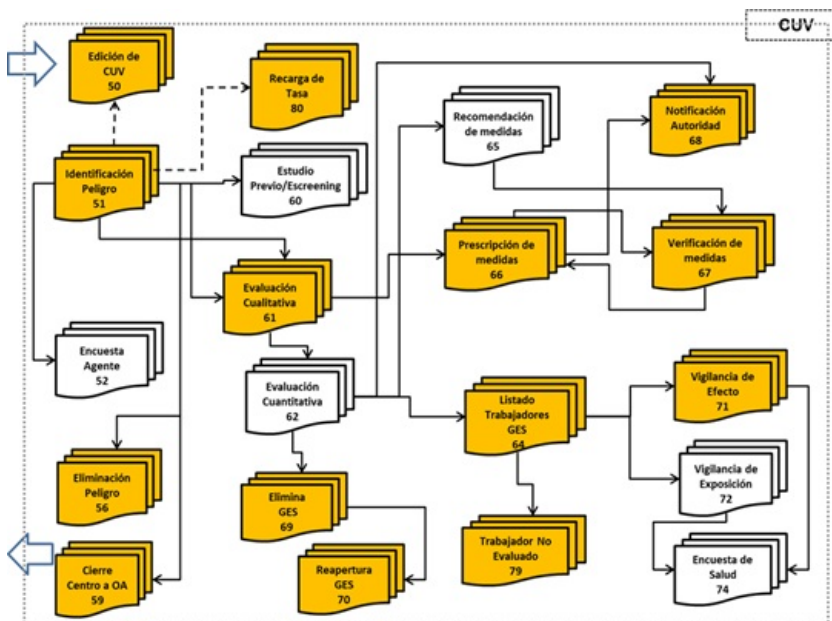 CUV
Edición de
CUV
50
Recarga de
Tasa
80
Recomendación
de medidas
65
Notificación
Autoridad
68
Identificación
Peligro
51
Estudio
Previo/Escreening
60
Prescripción de
medidas
66
Verificación de
medidas
67
Evaluación
Cualitativa
61
Encuesta
Agente
52
Evaluación
Cuantitativa
62
Listado
Trabajadores
GES
64
Vigilancia de
Efecto
71
Eliminación
Peligro
56
Elimina
GES
69
Vigilancia de
Exposición
72
Cierre
Centro a OA
59
Reapertura
GES
70
Trabajador No
Evaluado
79
Encuesta de
Salud
74